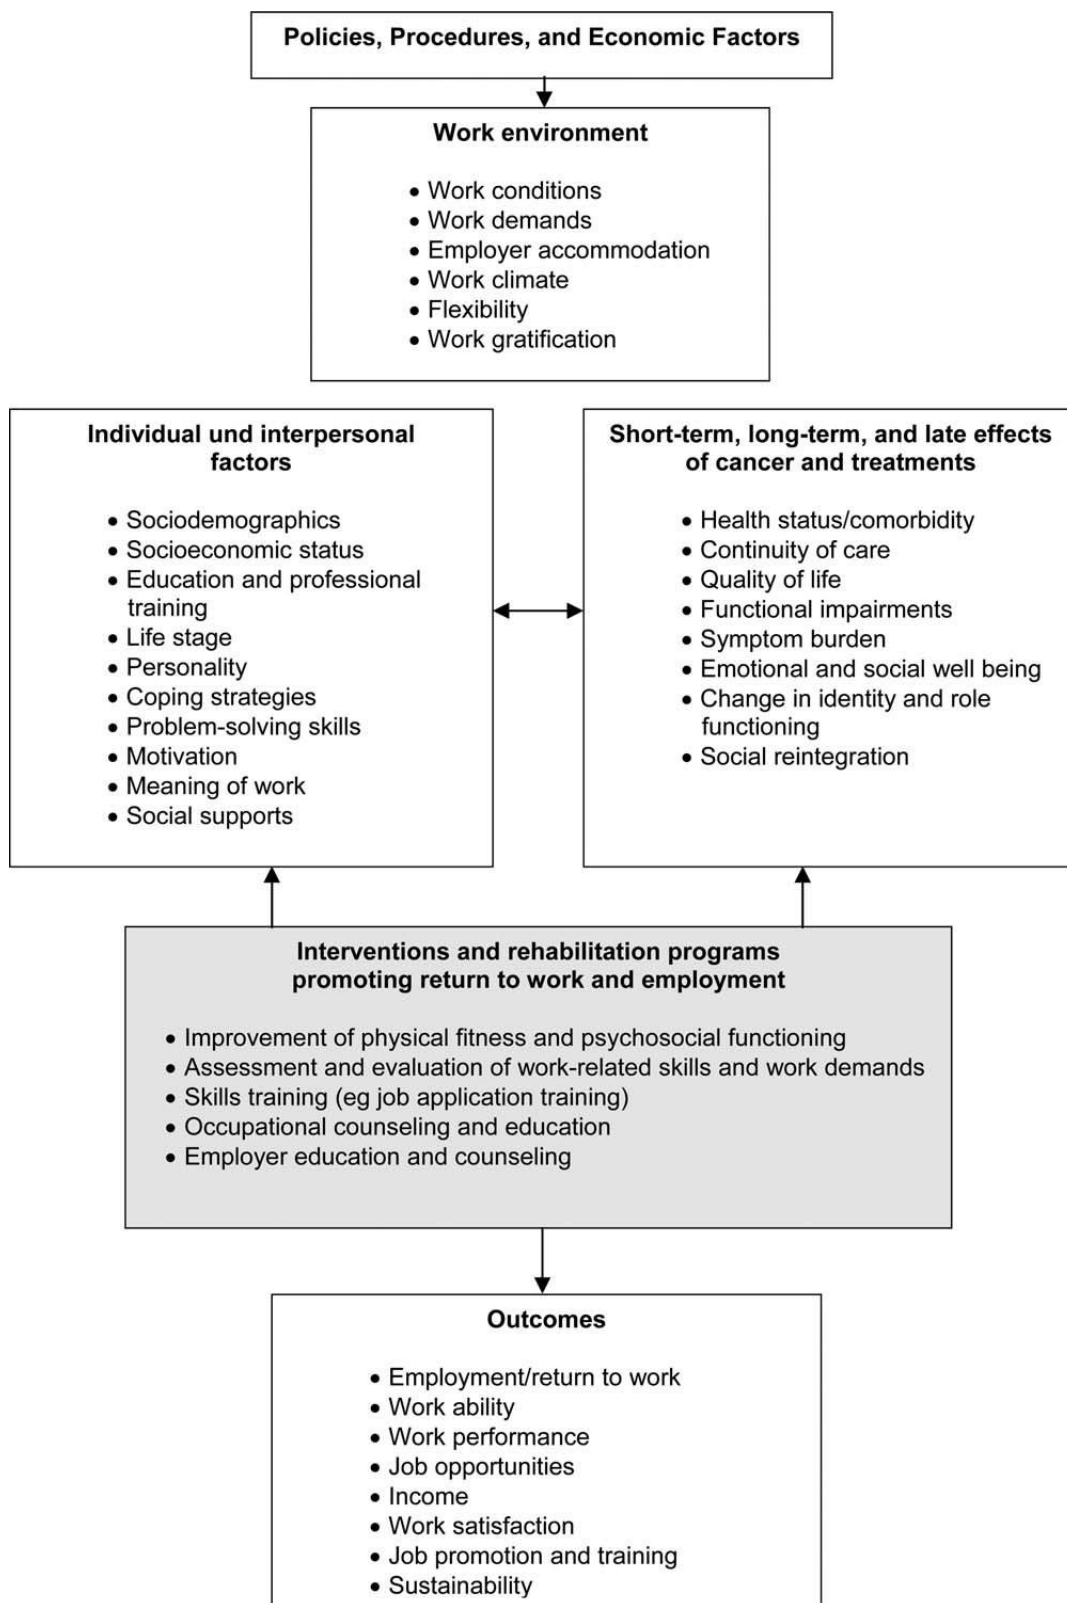 Policies, Procedures, and Economic Factors
Work environment
• Work conditions
• Work demands
• Employer accommodation
• Work climate
• Flexibility
• Work gratification
Individual und interpersonal
factors
• Sociodemographics
• Socioeconomic status
• Education and professional
training
• Life stage
• Personality
• Coping strategies
• Problem-solving skills
• Motivation
• Meaning of work
• Social supports
Short-term, long-term, and late effects
of cancer and treatments
• Health status/comorbidity
• Continuity of care
• Quality of life
• Functional impairments
• Symptom burden
• Emotional and social well being
• Change in identity and role
functioning
• Social reintegration
Interventions and rehabilitation programs
promoting return to work and employment
• Improvement of physical fitness and psychosocial functioning
• Assessment and evaluation of work-related skills and work demands
• Skills training (eg job application training)
• Occupational counseling and education
• Employer education and counseling
Outcomes
• Employment/return to work
• Work ability
• Work performance
• Job opportunities
• Income
• Work satisfaction
• Job promotion and training
• Sustainability